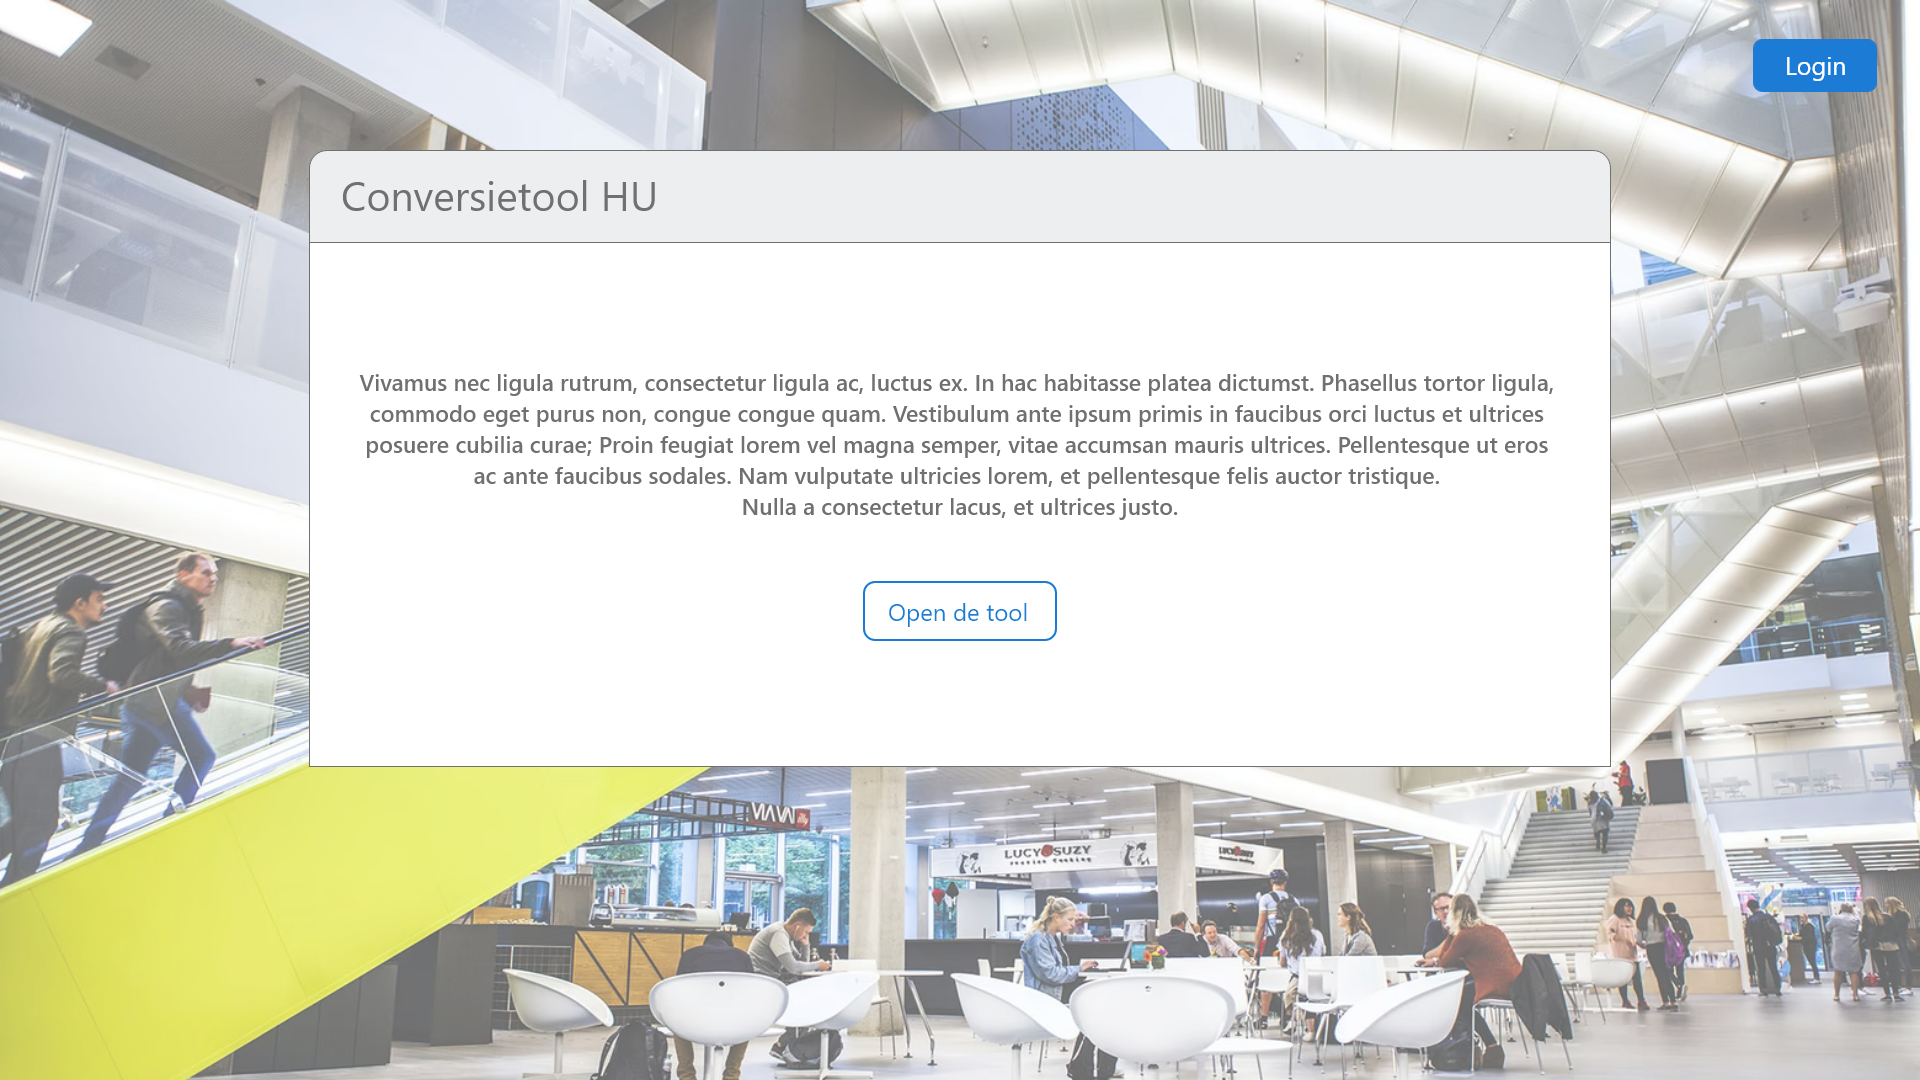 Login
Conversietool HU
Vivamus nec ligula rutrum, consectetur ligula ac, luctus ex. In hac habitasse platea dictumst. Phasellus tortor ligula,
commodo eget purus non, congue congue quam. Vestibulum ante ipsum primis in faucibus orci luctus et ultrices
posuere cubilia curae; Proin feugiat lorem vel magna semper, vitae accumsan mauris ultrices. Pellentesque ut eros
ac ante faucibus sodales. Nam vulputate ultricies lorem, et pellentesque felis auctor tristique.
Nulla a consectetur lacus, et ultrices justo.
Open de tool
illy
LUCY SUZY